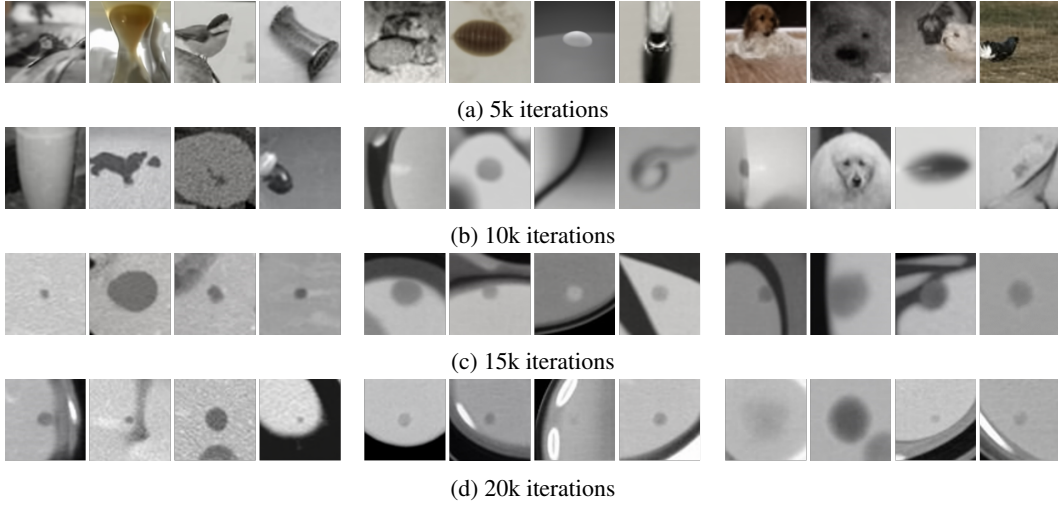 (a) 5k iterations
(b) 10k iterations
(c) 15k iterations
(d) 20k iterations